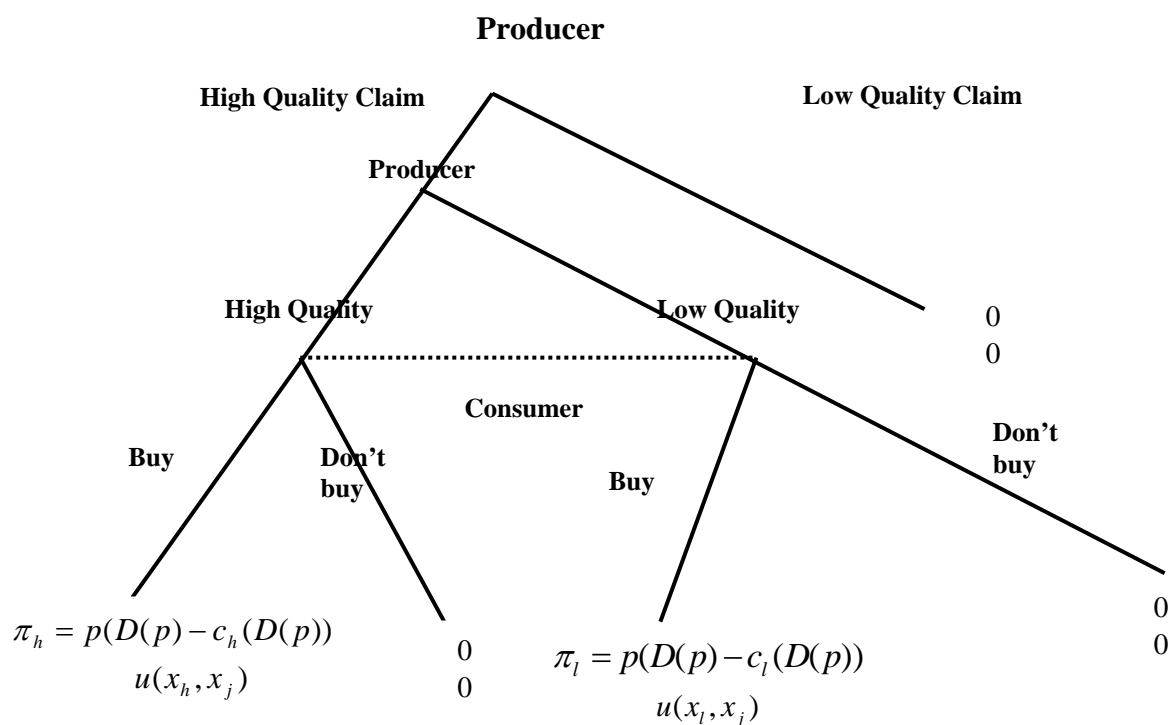 Producer
High Quality Claim
Low Quality Claim
Producer
High Quality
Low Quality
0
0
Consumer
Buy
Don't
buy
Buy
Don't
buy
π_h = p(D(p) − c_h(D(p))
u(x_h, x_j)
0
0
π_l = p(D(p) − c_l(D(p))
u(x_l, x_j)
0
0